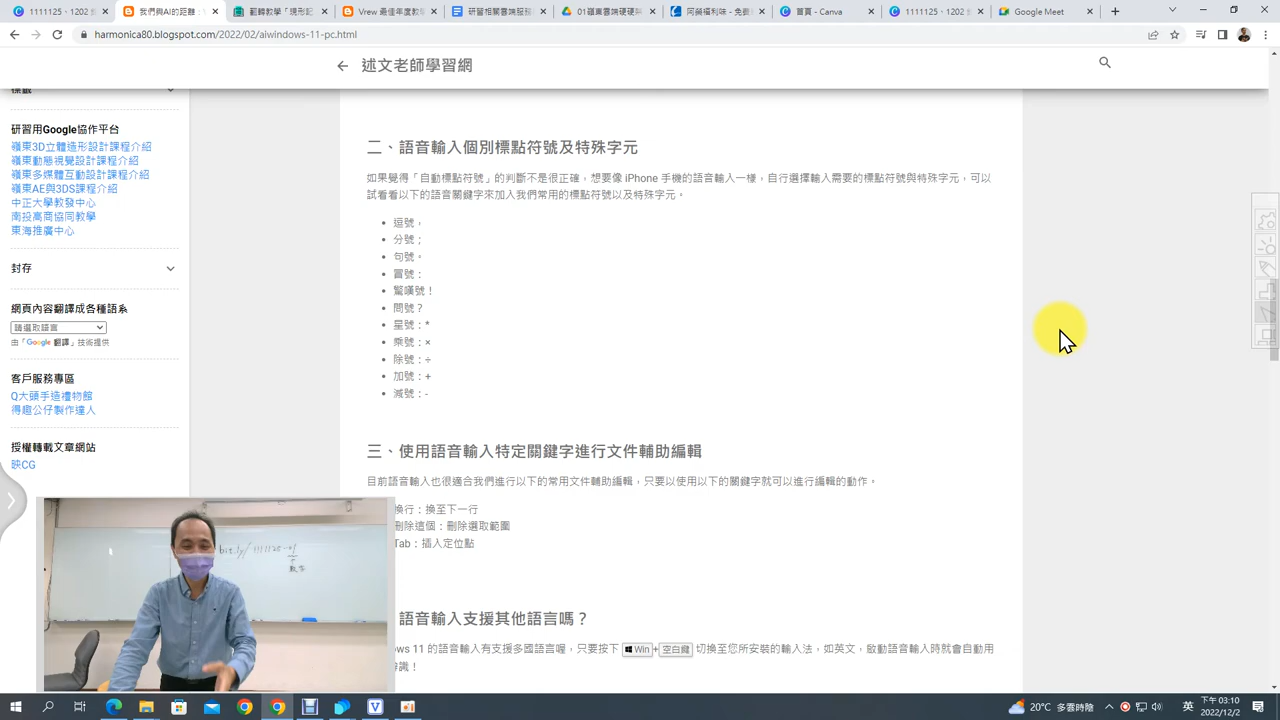 1111125 - 1202 
我們與AI的距離：
翻轉教學「現形記
Vrew 最佳年度教
研習相關雲端服務
01嶺東雲端硬碟
阿榮福利味 - 免費
首頁 - Canva
1111125 - 1202
Google Meet
harmonica80.blogspot.com/2022/02/aiwindows-11-pc.html
述文老師學習網
標籤
研習用Google協作平台
嶺東3D立體造形設計課程介紹
嶺東動態視覺設計課程介紹
嶺東多媒體互動設計課程介紹
嶺東AE與3DS課程介紹
中正大學教發中心
南投高商協同教學
東海推廣中心
封存
網頁內容翻譯成各種語系
請選取語言
由「Google 翻譯」技術提供
客戶服務專區
Q大頭手造禮物館
得趣公仔製作達人
授權轉載文章網站
映CG
二、語音輸入個別標點符號及特殊字元
如果覺得「自動標點符號」的判斷不是很正確，想要像 iPhone 手機的語音輸入一樣，自行選擇輸入需要的標點符號與特殊字元，可以
試看看以下的語音關鍵字來加入我們常用的標點符號以及特殊字元。
逗號，
分號；
句號。
冒號：
驚嘆號！
問號？
星號：*
乘號：×
除號：÷
加號：+
減號：-
三、使用語音輸入特定關鍵字進行文件輔助編輯
目前語音輸入也很適合我們進行以下的常用文件輔助編輯，只要以使用以下的關鍵字就可以進行編輯的動作。
換行：換至下一行
刪除這個：刪除選取範圍
Tab：插入定位點
語音輸入支援其他語言嗎？
ows 11 的語音輸入有支援多國語言喔，只要按下 Win+空白鍵 切換至您所安裝的輸入法，如英文，啟動語音輸入時就會自動用
識！
bit.ly/1111125-01
20°C 多雲時陰
英
下午 03:10
2022/12/2